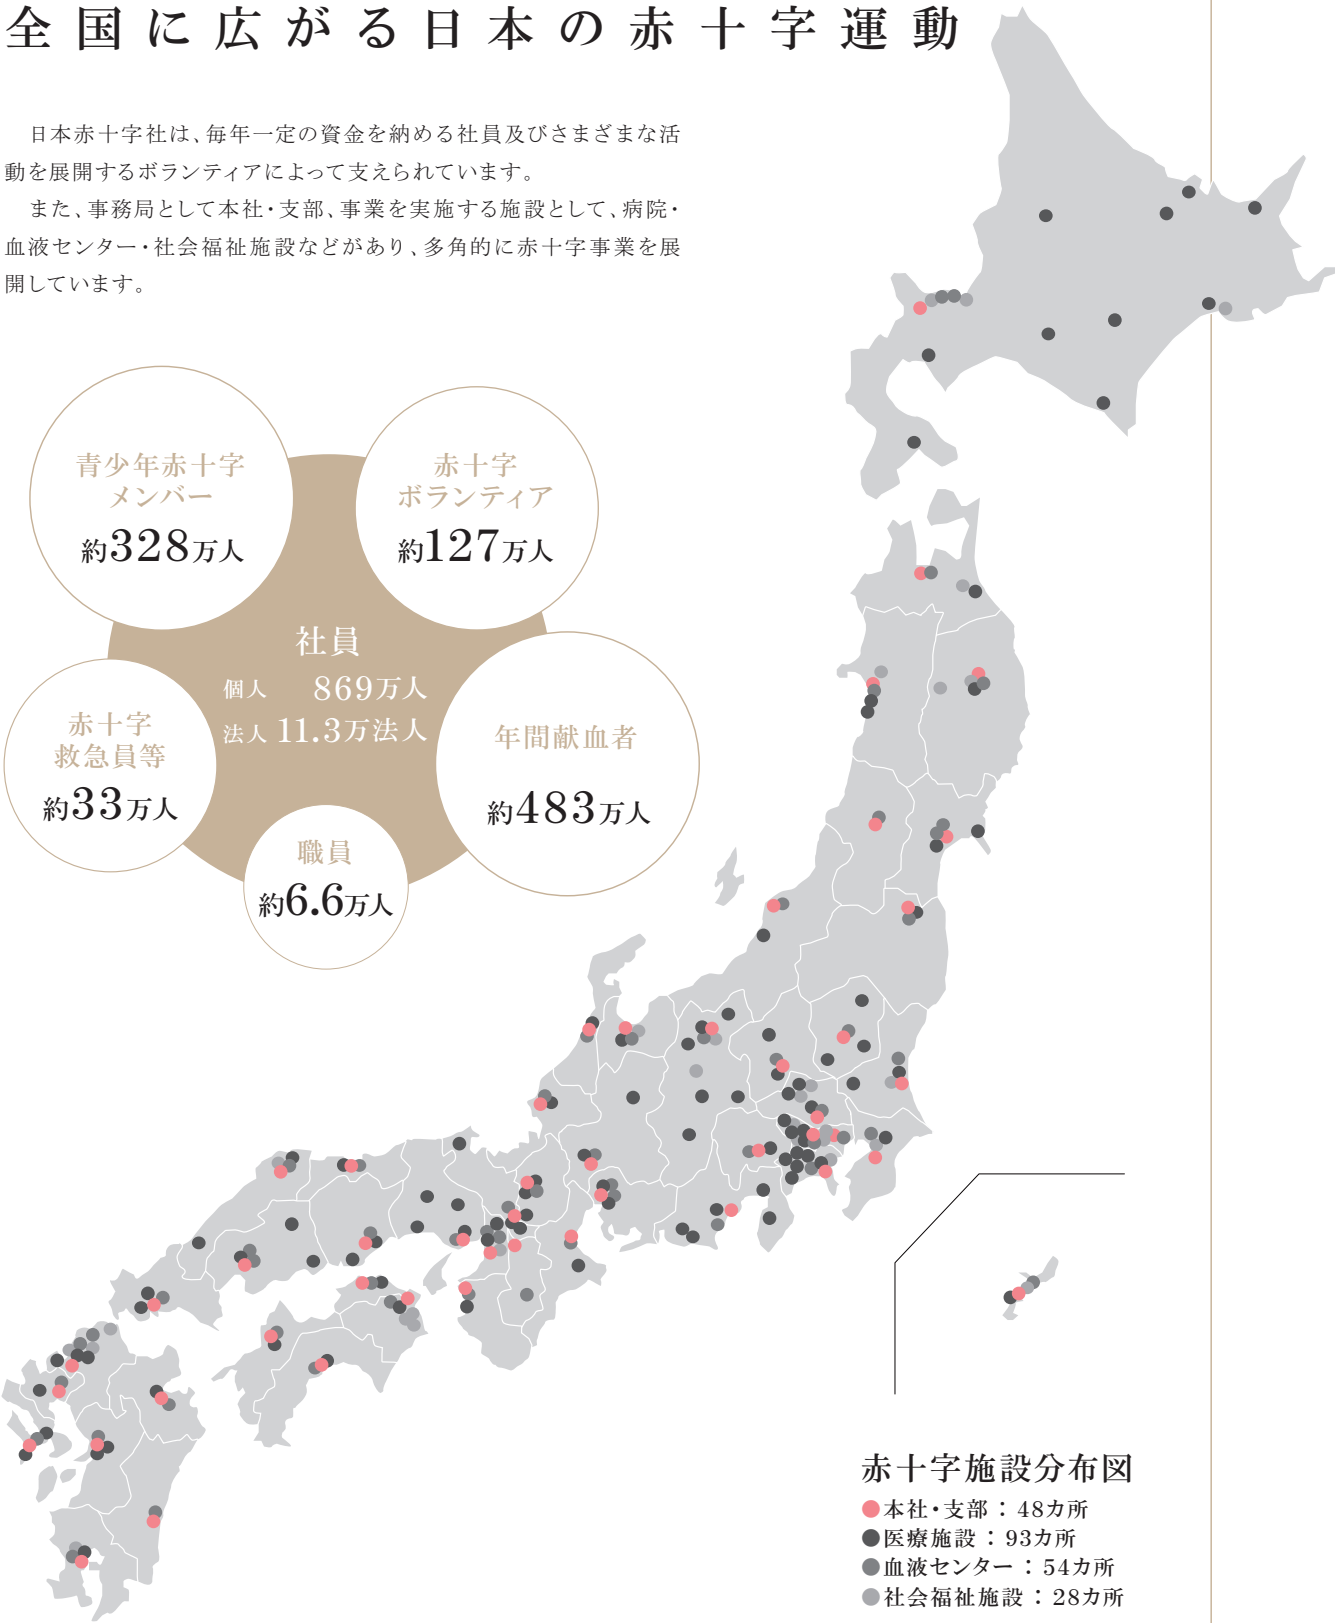 全国に広がる日本の赤十字運動
日本赤十字社は、毎年一定の資金を納める社員及びさまざまな活
動を展開するボランティアによって支えられています。
また、事務局として本社・支部、事業を実施する施設として、病院・
血液センター・社会福祉施設などがあり、多角的に赤十字事業を展
開しています。
青少年赤十字
メンバー
約328万人
赤十字
ボランティア
約127万人
社員
個人 869万人
法人 11.3万法人
赤十字
救急員等
約33万人
年間献血者
約483万人
職員
約6.6万人
赤十字施設分布図
本社・支部：48カ所
医療施設：93カ所
血液センター：54カ所
社会福祉施設：28カ所